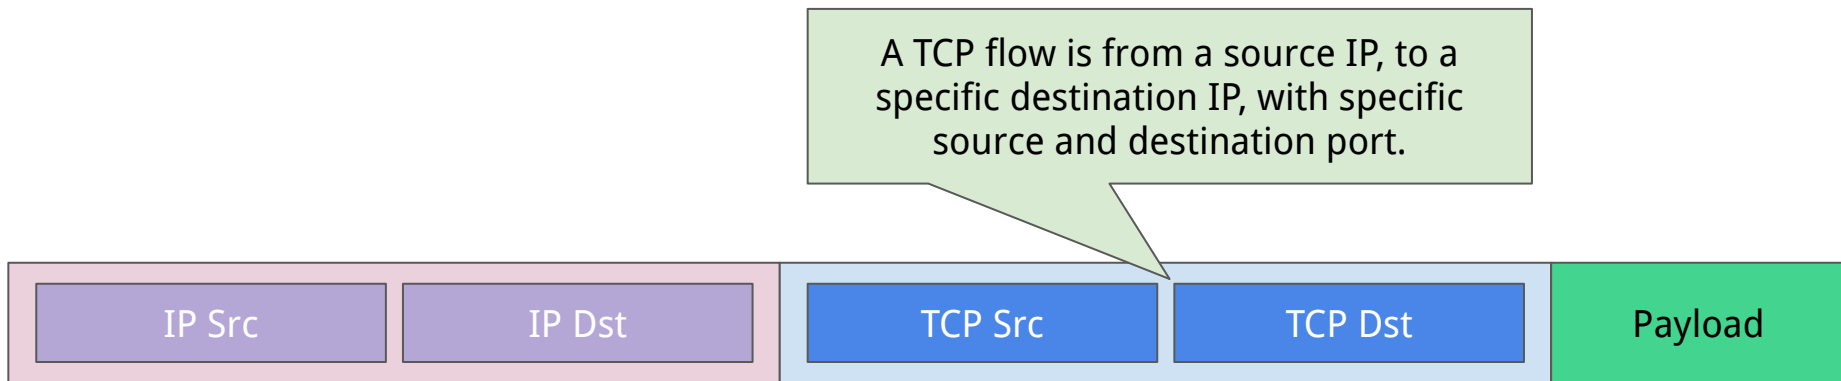 A TCP flow is from a source IP, to a
specific destination IP, with specific
source and destination port.
IP Src
IP Dst
TCP Src
TCP Dst
Payload